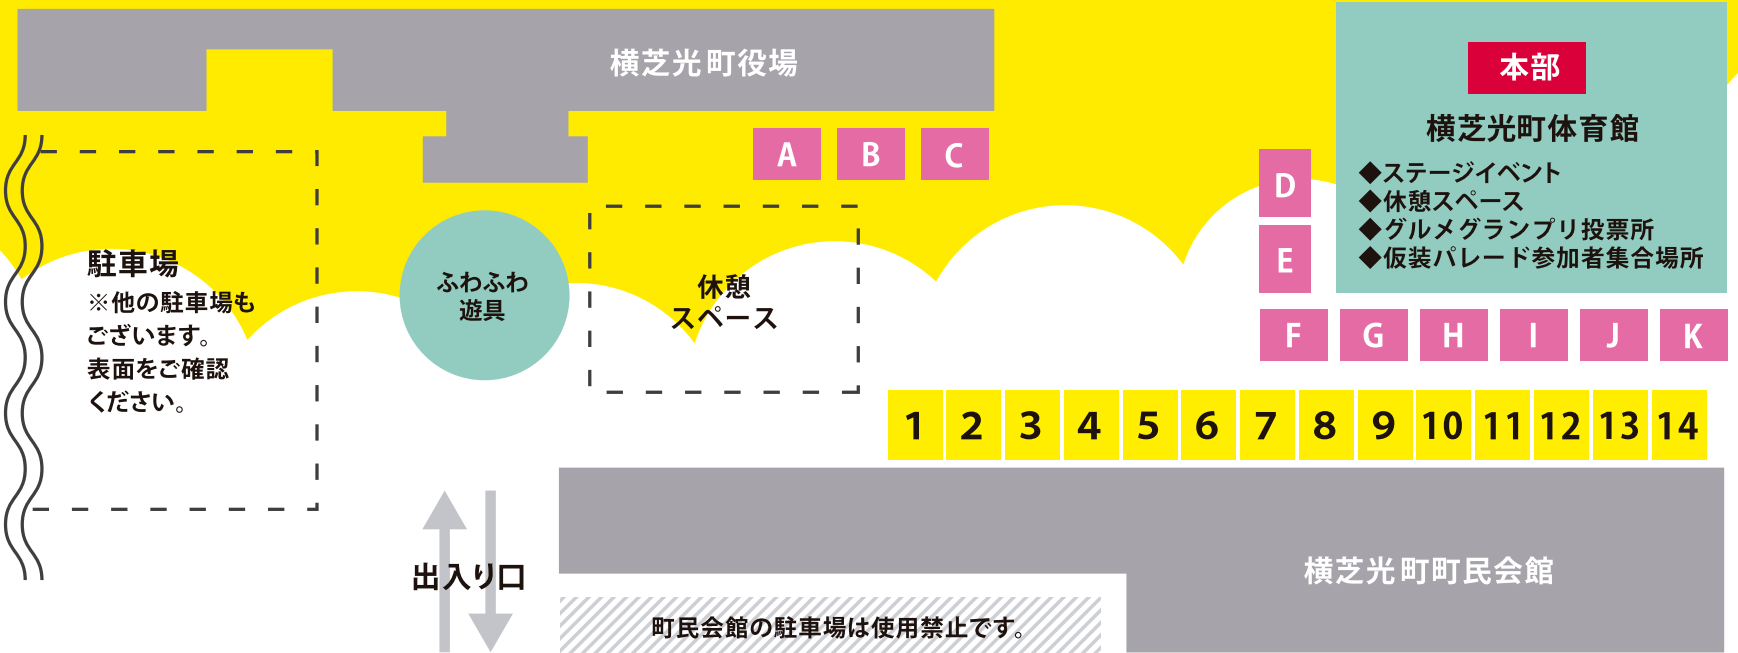 横芝光町役場
本部
横芝光町体育館
◆ステージイベント
◆休憩スペース
◆グルメグランプリ投票所
◆仮装パレード参加者集合場所
A B C
D
E
F G H I J K
駐車場
※他の駐車場も
ございます。
表面をご確認
ください。
ふわふわ
遊具
休憩
スペース
1 2 3 4 5 6 7 8 9 10 11 12 13 14
出入り口
横芝光町町民会館
町民会館の駐車場は使用禁止です。